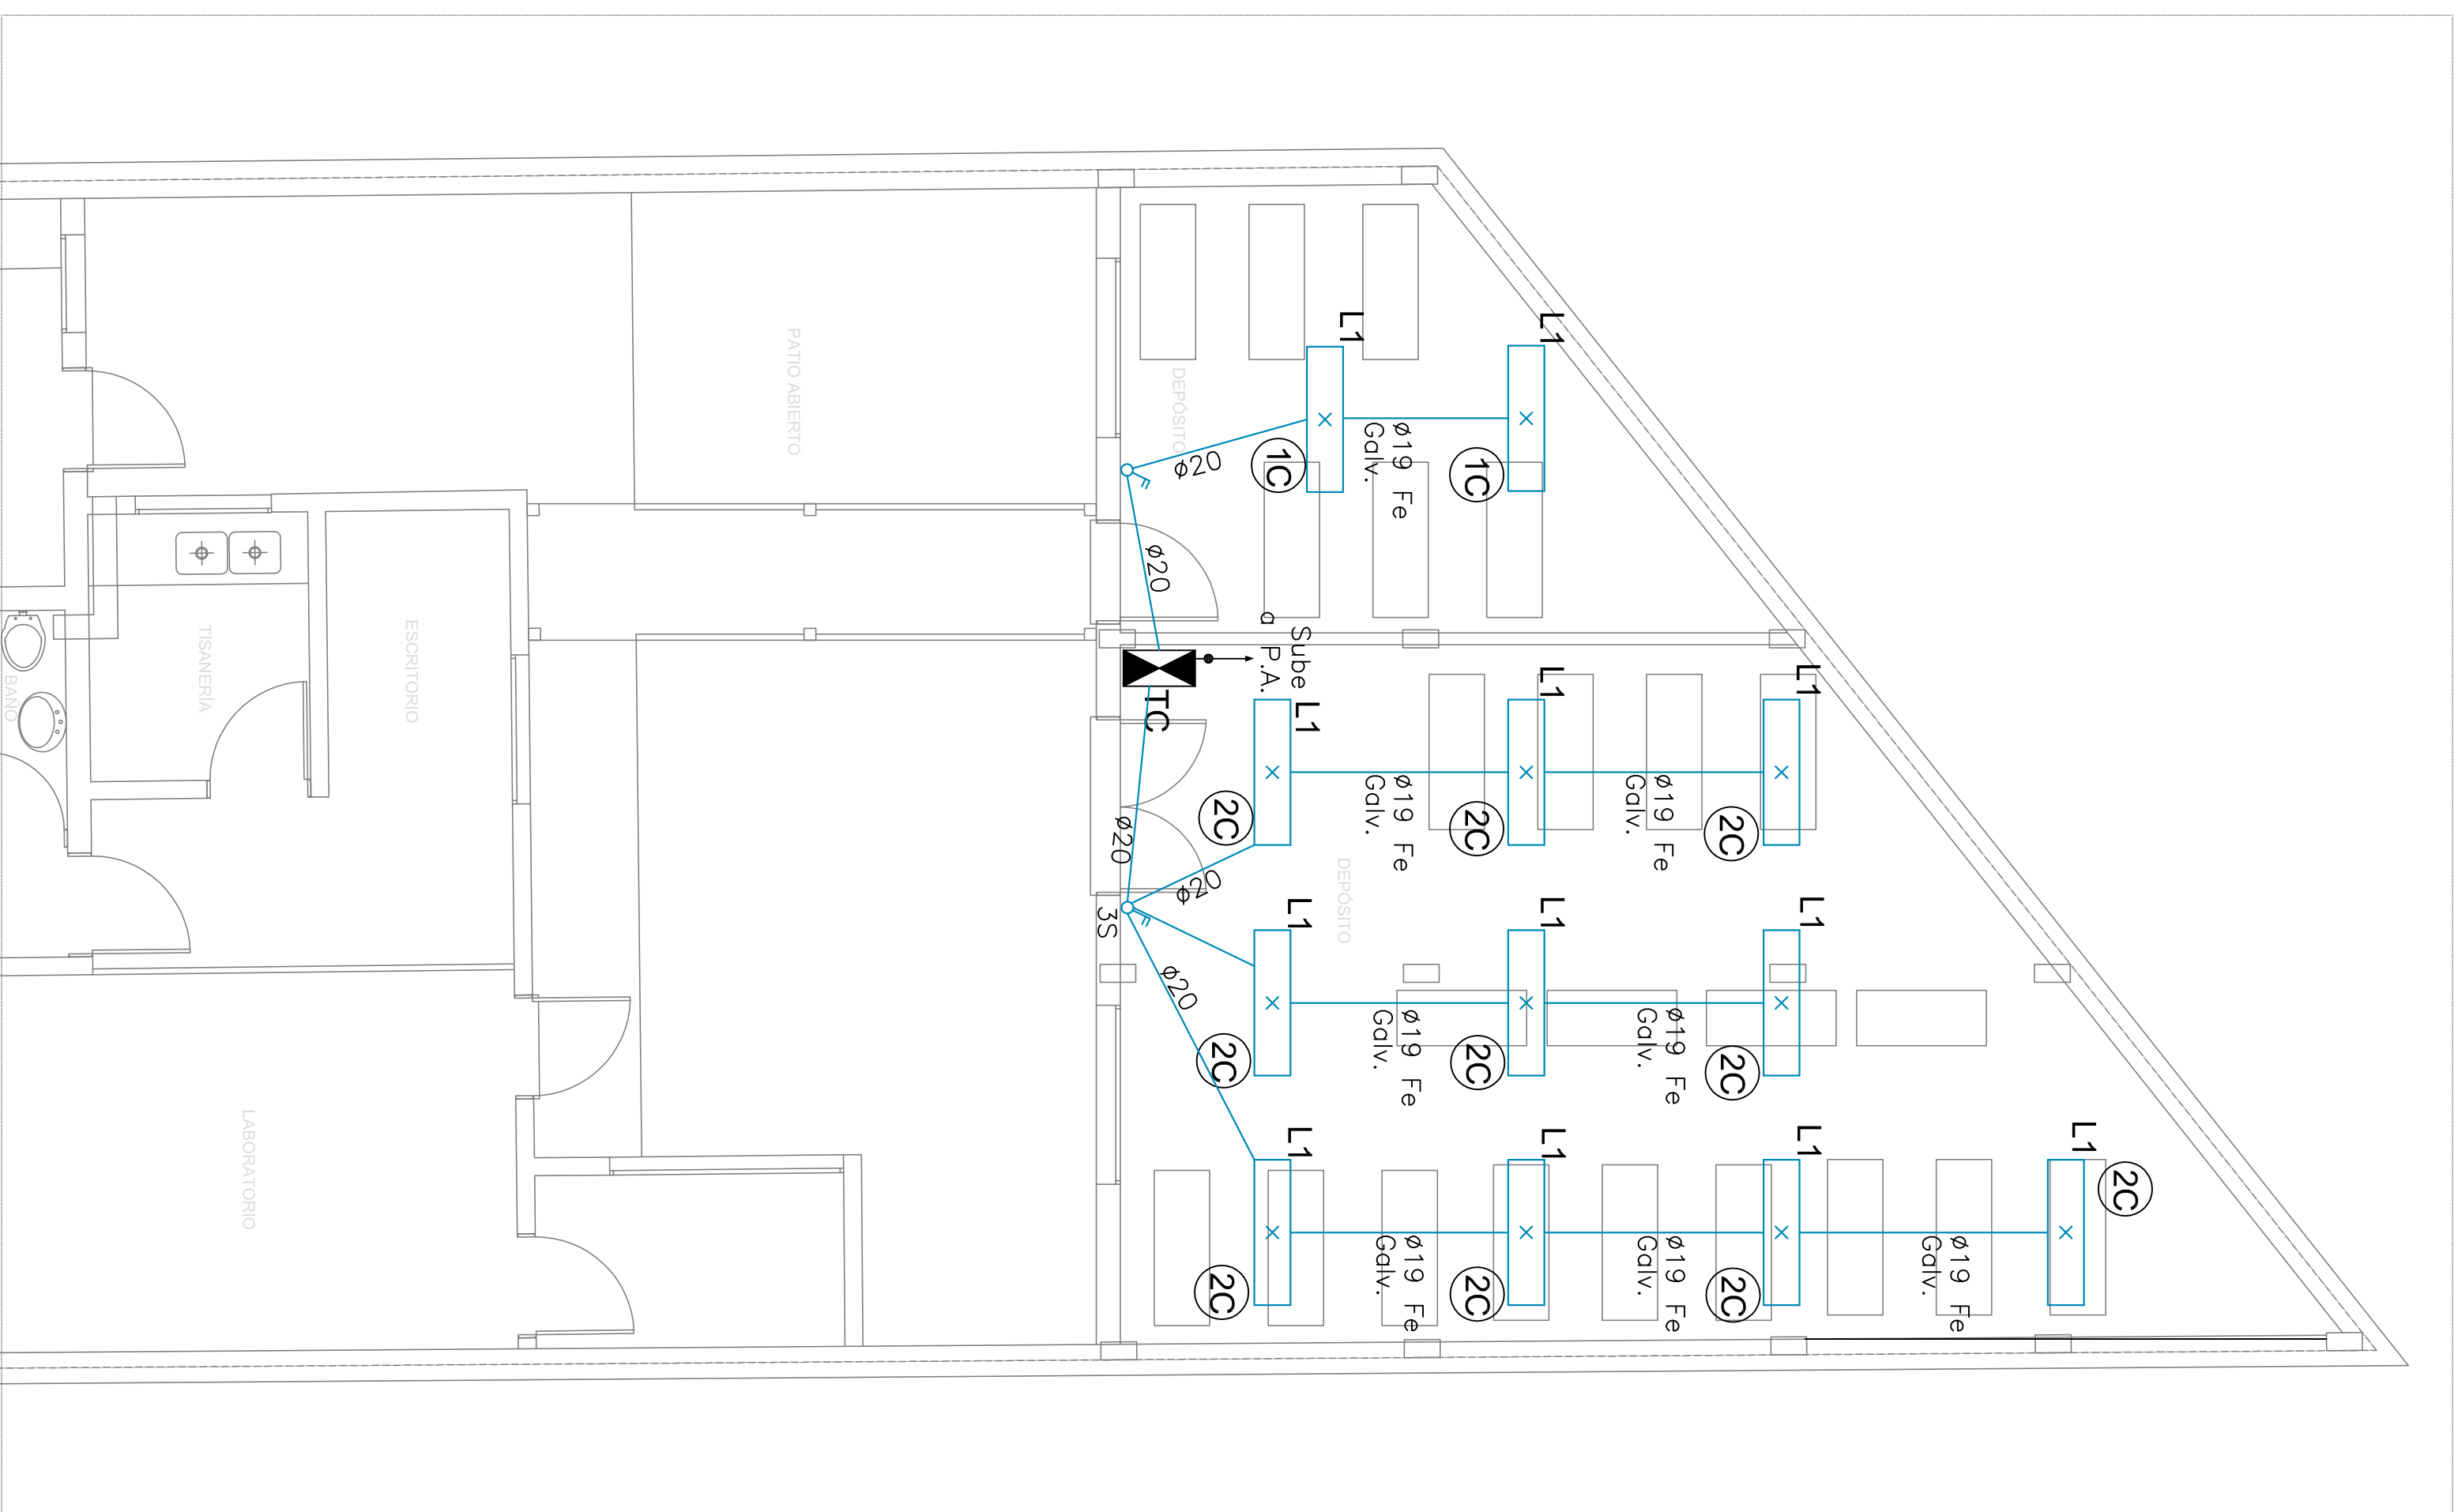 PATIO ABIERTO
DEPÓSITO
TISANERÍA
ESCRITORIO
BAÑO
LABORATORIO
DEPÓSITO
L1
L1
ø20
1C
ø19 Fe
Galv.
1C
ø20
Sube
a P.A.
TC
L1
L1
L1
2C
ø19 Fe
Galv.
2C
ø19 Fe
Galv.
2C
ø20
ø20
3S
ø20
L1
L1
L1
2C
ø19 Fe
Galv.
2C
ø19 Fe
Galv.
2C
L1
L1
L1
L1
2C
ø19 Fe
Galv.
2C
ø19 Fe
Galv.
2C
ø19 Fe
Galv.
2C